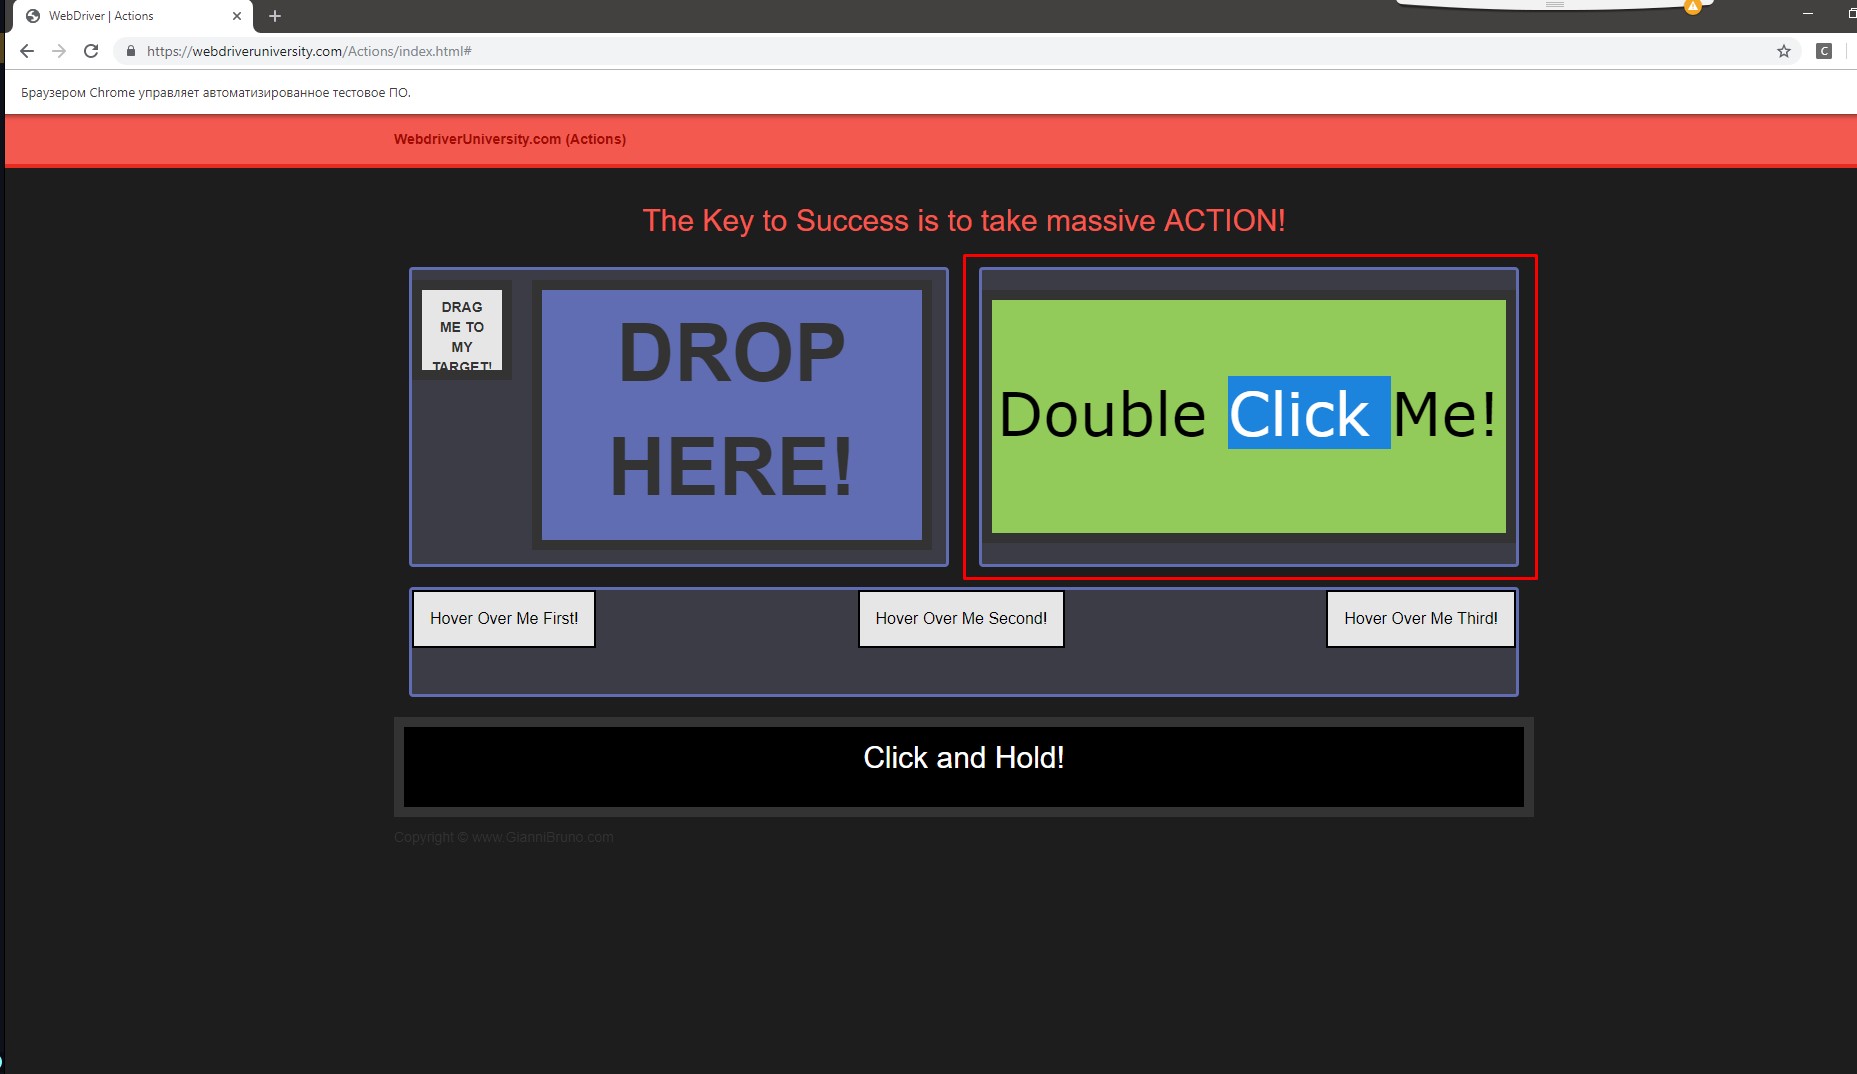 WebDriver | Actions
https://webdriveruniversity.com/Actions/index.html#
C
Браузером Chrome управляет автоматизированное тестовое ПО.
WebdriverUniversity.com (Actions)
The Key to Success is to take massive ACTION!
DRAG
ME TO
MY
TARGET!
DROP
HERE!
Double Click Me!
Hover Over Me First!
Hover Over Me Second!
Hover Over Me Third!
Click and Hold!
Copyright © www.GianniBruno.com